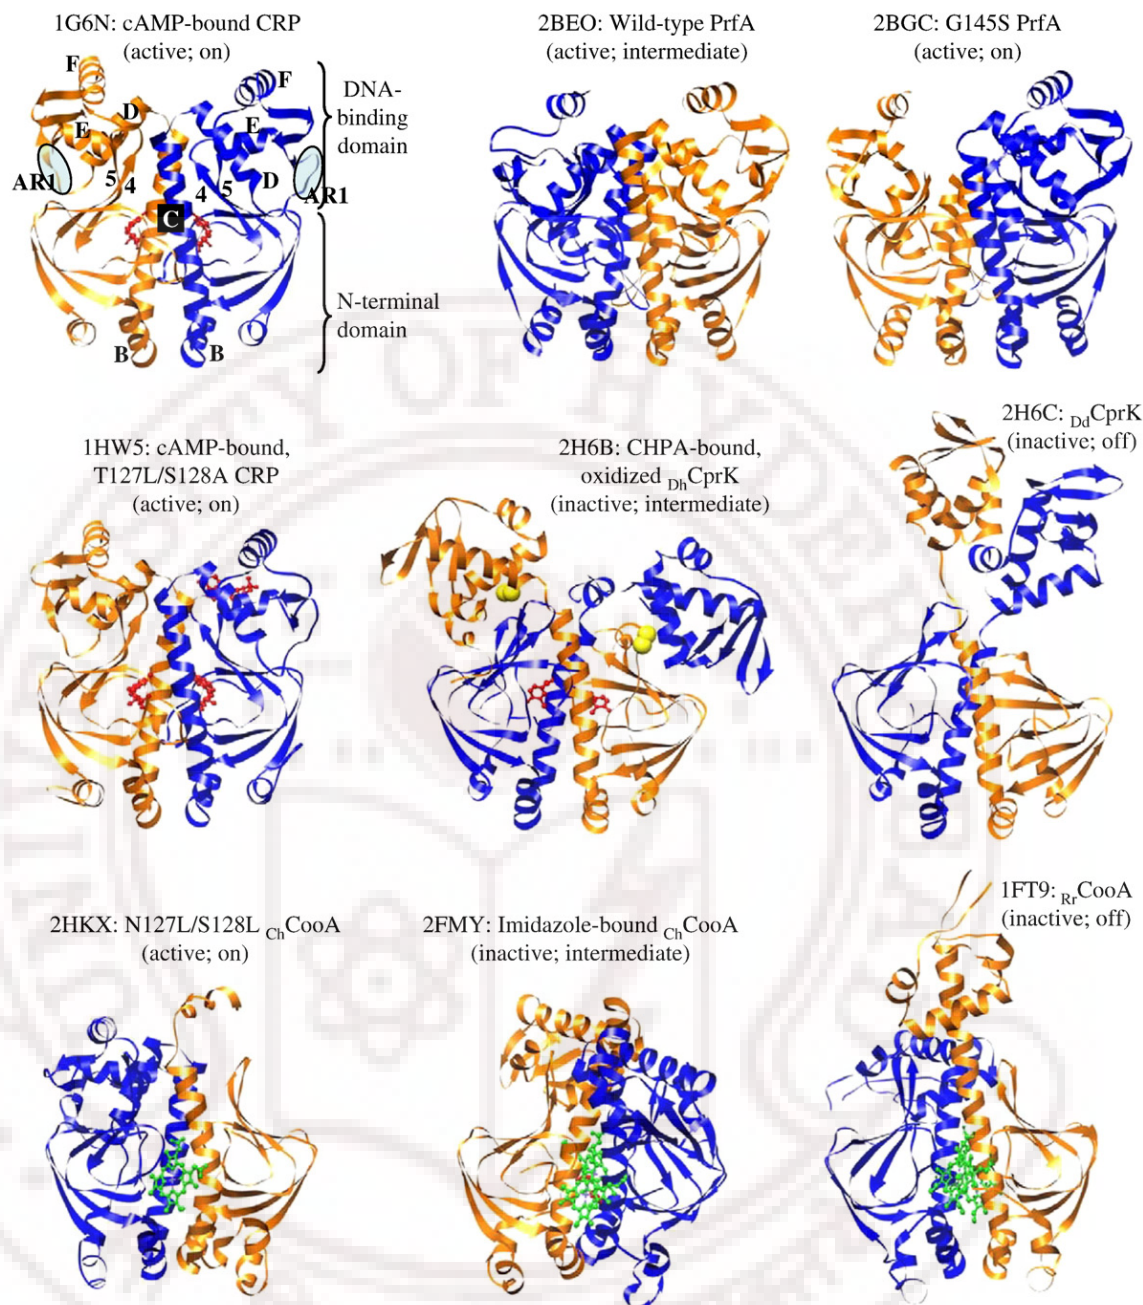 1G6N: cAMP-bound CRP
(active; on)
2BEO: Wild-type PrfA
(active; intermediate)
2BGC: G145S PrfA
(active; on)
F
F
D
E
E
DNA-
binding
domain
AR1
5
4
4
5
D
AR1
C
N-terminal
domain
B
B
1HW5: cAMP-bound,
T127L/S128A CRP
(active; on)
2H6B: CHPA-bound,
oxidized DhCprK
(inactive; intermediate)
2H6C: DdCprK
(inactive; off)
2HKX: N127L/S128L ChCooA
(active; on)
2FMY: Imidazole-bound ChCooA
(inactive; intermediate)
1FT9: RrCooA
(inactive; off)